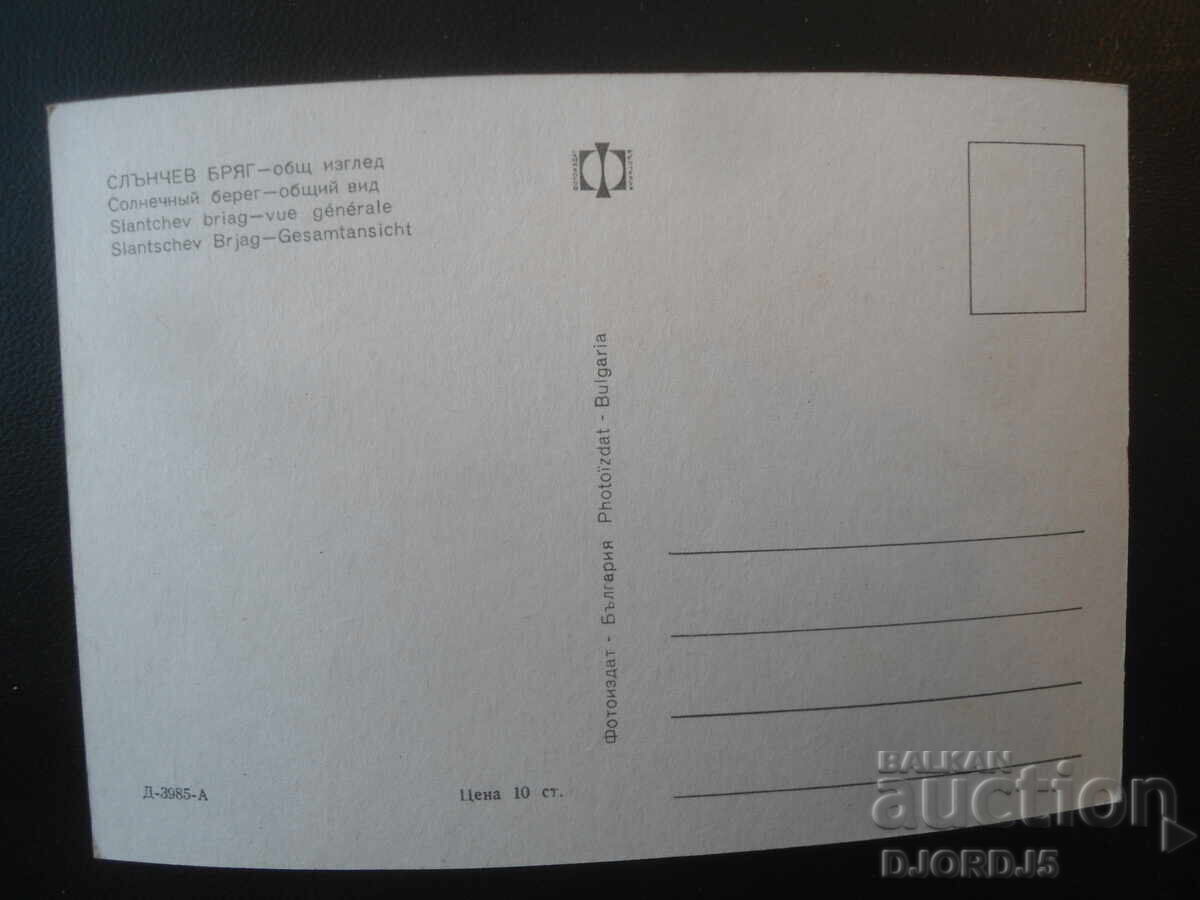 СЛЪНЧЕВ БРЯГ—общ изглед
Солнечный берег—общий вид
Slantchev briag—vue générale
Slantschev Brjag—Gesamtansicht
Фотоиздат - България Photoïzdat - Bulgaria
Д-3985-А
Цена 10 ст.
BALKAN
auction
DJORDJ5